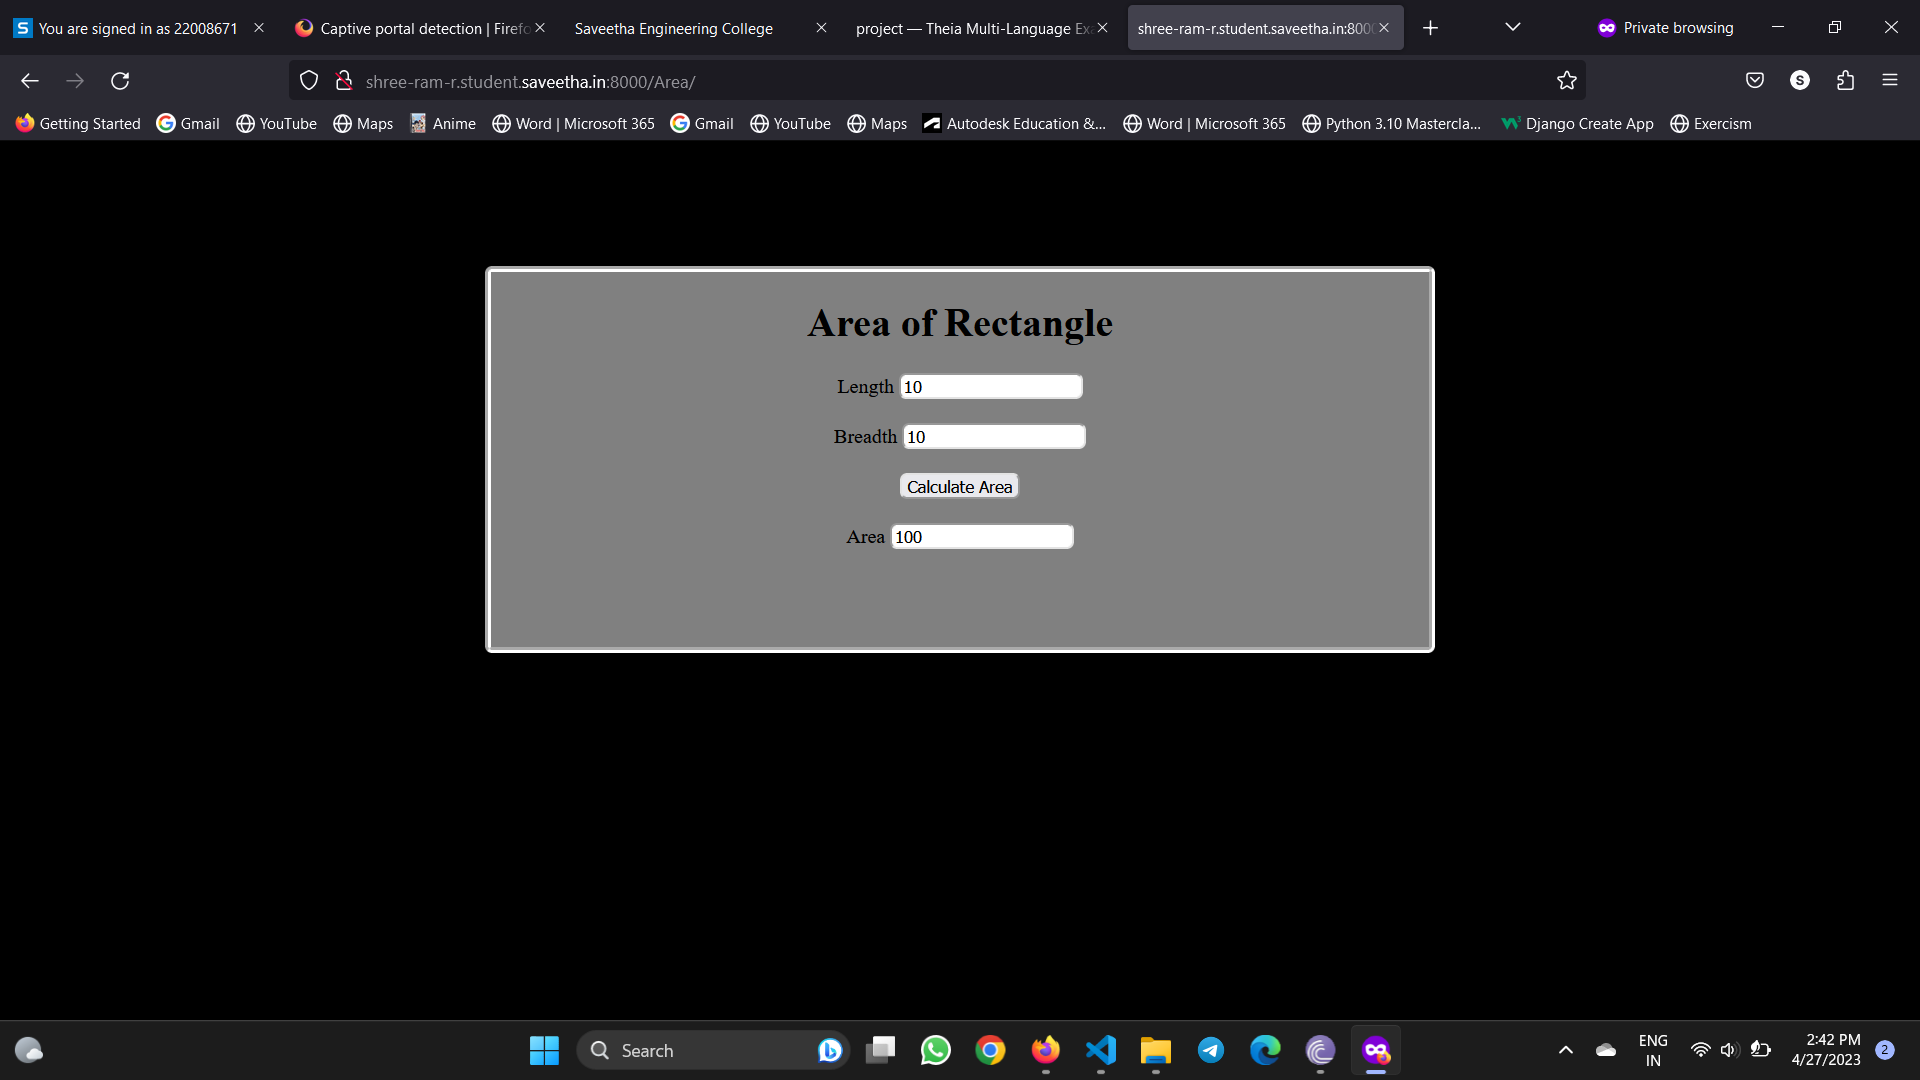 You are signed in as 22008671
Captive portal detection | Firefo
Saveetha Engineering College
project — Theia Multi-Language Ex
shree-ram-r.student.saveetha.in:800
Private browsing
shree-ram-r.student.saveetha.in:8000/Area/
S
Getting Started
Gmail
YouTube
Maps
Anime
Word | Microsoft 365
Gmail
YouTube
Maps
Autodesk Education &...
Word | Microsoft 365
Python 3.10 Mastercla...
Django Create App
Exercism
Area of Rectangle
Length 10
Breadth 10
Calculate Area
Area 100
Search
ENG
IN
2:42 PM
4/27/2023
2